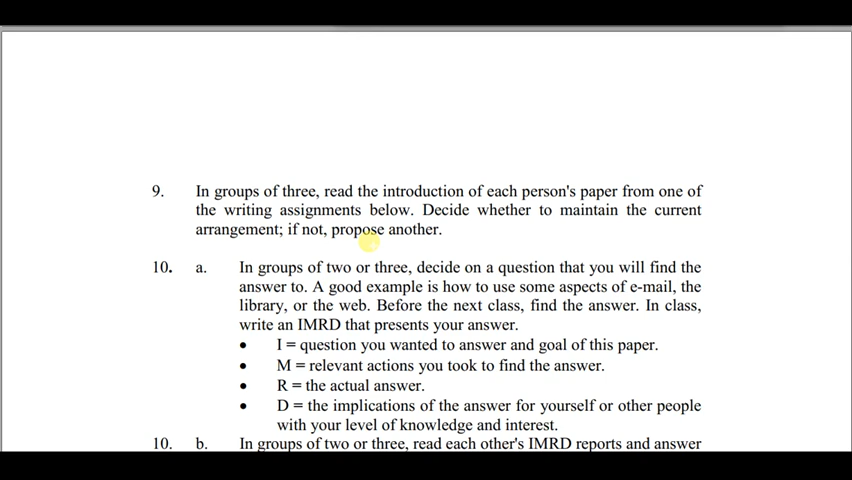 9. In groups of three, read the introduction of each person's paper from one of
the writing assignments below. Decide whether to maintain the current
arrangement; if not, propose another.
10. a. In groups of two or three, decide on a question that you will find the
answer to. A good example is how to use some aspects of e-mail, the
library, or the web. Before the next class, find the answer. In class,
write an IMRD that presents your answer.
• I = question you wanted to answer and goal of this paper.
• M = relevant actions you took to find the answer.
• R = the actual answer.
• D = the implications of the answer for yourself or other people
with your level of knowledge and interest.
10. b. In groups of two or three, read each other's IMRD reports and answer